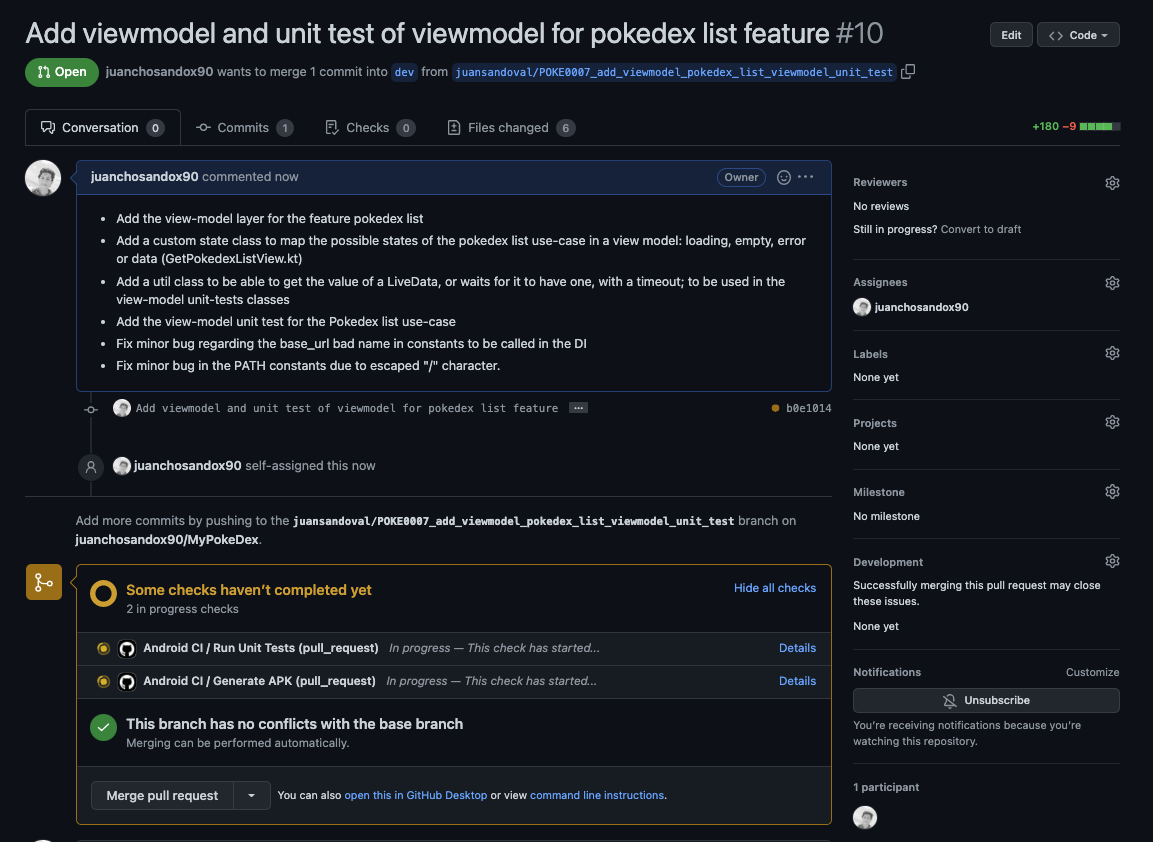 Add viewmodel and unit test of viewmodel for pokedex list feature #10
Edit
<> Code
Open
juanchosandox90 wants to merge 1 commit into dev from juansandoval/POKE0007_add_viewmodel_pokedex_list_viewmodel_unit_test
Conversation 0
Commits 1
Checks 0
Files changed 6
+180 −9
juanchosandox90 commented now
Owner
• Add the view-model layer for the feature pokedex list
• Add a custom state class to map the possible states of the pokedex list use-case in a view model: loading, empty, error
or data (GetPokedexListView.kt)
• Add a util class to be able to get the value of a LiveData, or waits for it to have one, with a timeout; to be used in the
view-model unit-tests classes
• Add the view-model unit test for the Pokedex list use-case
• Fix minor bug regarding the base_url bad name in constants to be called in the DI
• Fix minor bug in the PATH constants due to escaped "/" character.
Add viewmodel and unit test of viewmodel for pokedex list feature ...
b0e1014
juanchosandox90 self-assigned this now
Add more commits by pushing to the juansandoval/POKE0007_add_viewmodel_pokedex_list_viewmodel_unit_test branch on
juanchosandox90/MyPokeDex.
Some checks haven't completed yet
2 in progress checks
Hide all checks
Android CI / Run Unit Tests (pull_request) In progress — This check has started...
Details
Android CI / Generate APK (pull_request) In progress — This check has started...
Details
This branch has no conflicts with the base branch
Merging can be performed automatically.
Merge pull request
You can also open this in GitHub Desktop or view command line instructions.
Reviewers
No reviews
Still in progress? Convert to draft
Assignees
juanchosandox90
Labels
None yet
Projects
None yet
Milestone
No milestone
Development
Successfully merging this pull request may close
these issues.
None yet
Notifications
Customize
Unsubscribe
You're receiving notifications because you're
watching this repository.
1 participant